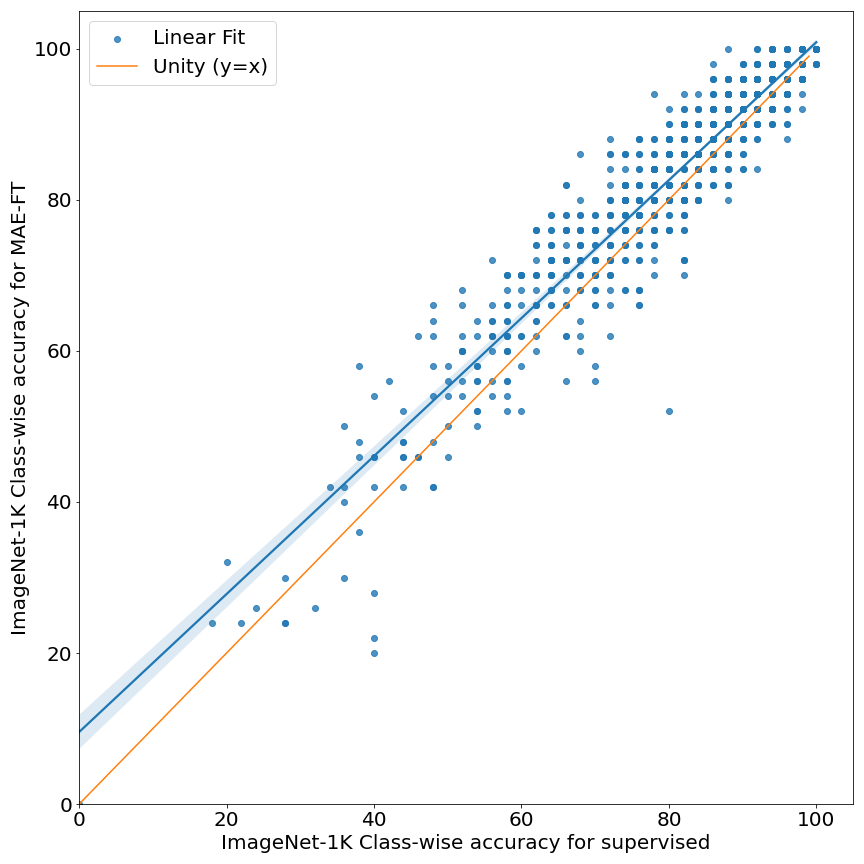 Linear Fit
Unity (y=x)
100
80
60
40
20
0
ImageNet-1K Class-wise accuracy for MAE-FT
0 20 40 60 80 100
ImageNet-1K Class-wise accuracy for supervised